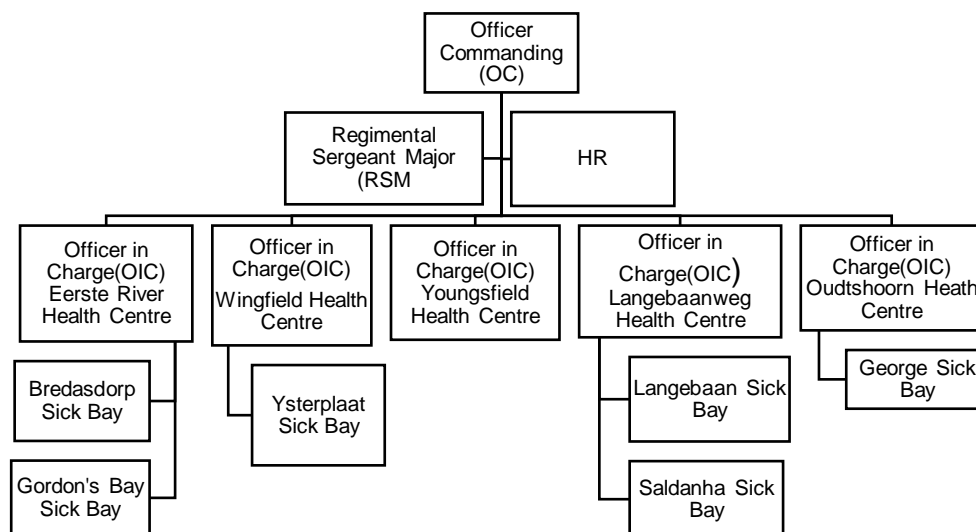 Officer
Commanding
(OC)
Regimental
Sergeant Major
(RSM
HR
Officer in
Charge(OIC)
Eerste River
Health Centre
Officer in
Charge(OIC)
Wingfield Health
Centre
Officer in
Charge(OIC)
Youngsfield
Health Centre
Officer in
Charge(OIC)
Langebaanweg
Health Centre
Officer in
Charge(OIC)
Oudtshoorn Heath
Centre
Bredasdorp
Sick Bay
Gordon's Bay
Sick Bay
Ysterplaat
Sick Bay
Langebaan Sick
Bay
Saldanha Sick
Bay
George Sick
Bay